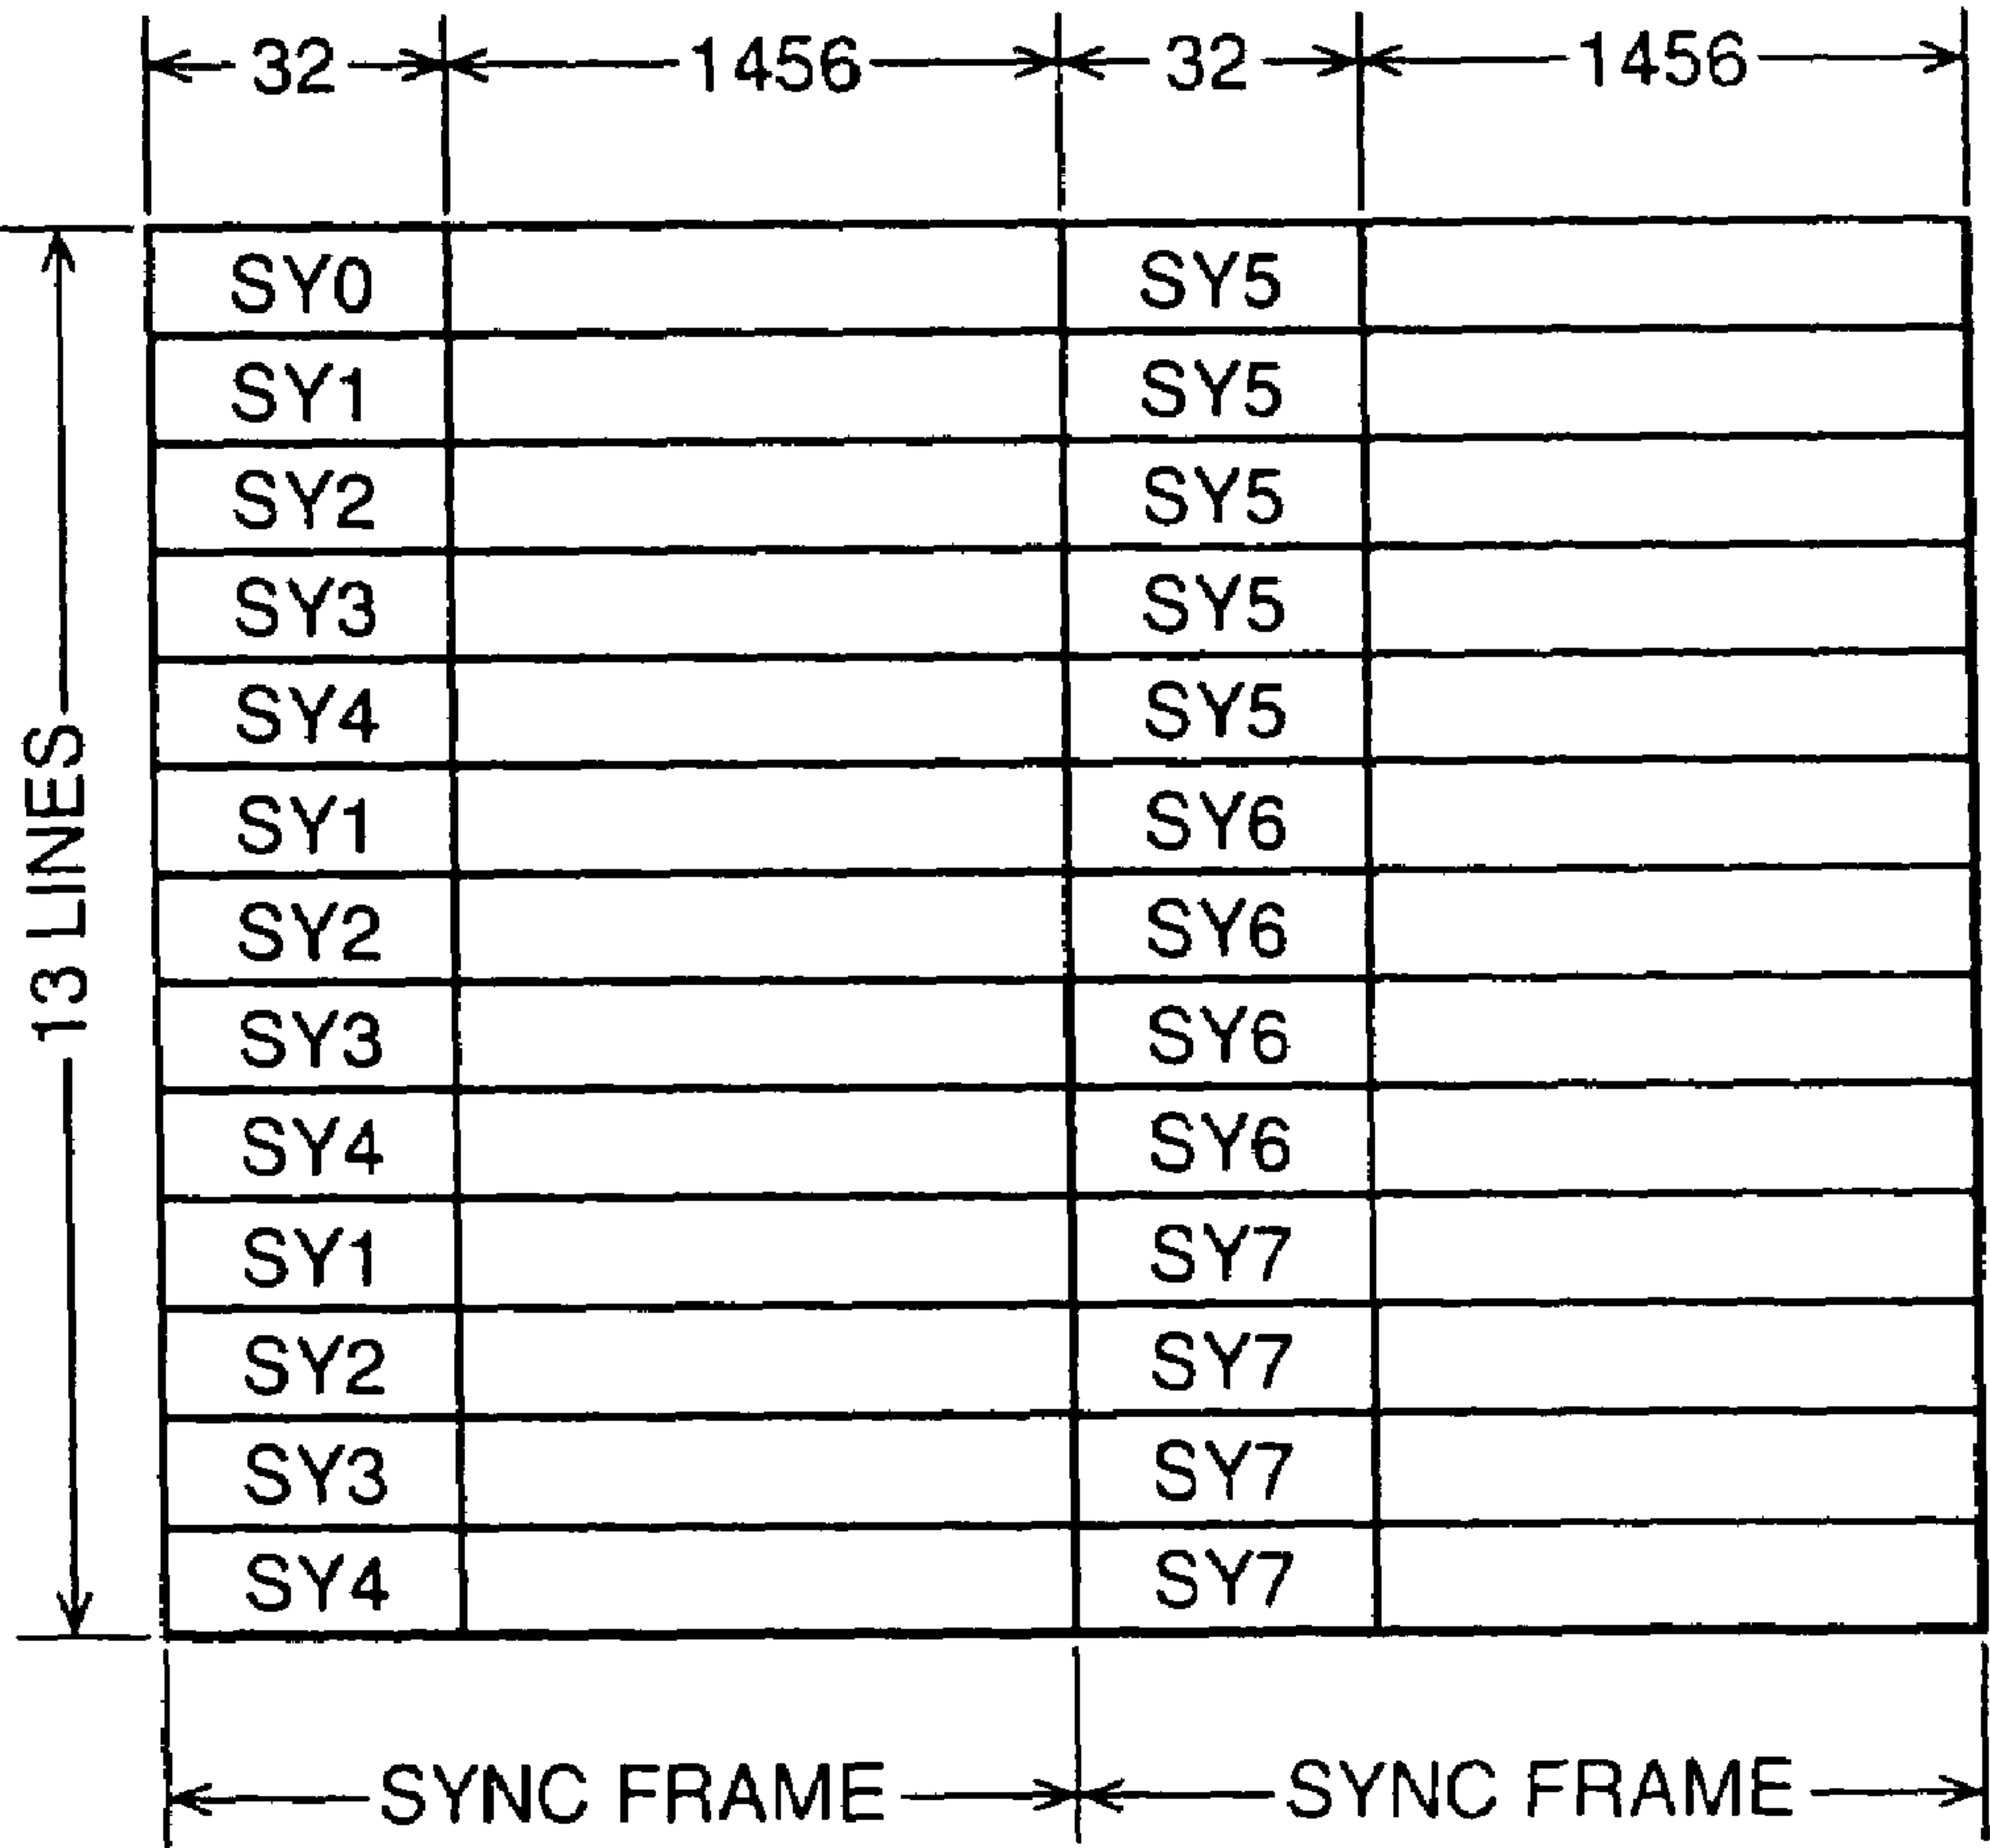 32 1456 32 1456
SY0 SY5
SY1 SY5
SY2 SY5
SY3 SY5
SY4 SY5
SY1 SY6
SY2 SY6
SY3 SY6
SY4 SY6
SY1 SY7
SY2 SY7
SY3 SY7
SY4 SY7
13 LINES
SYNC FRAME SYNC FRAME